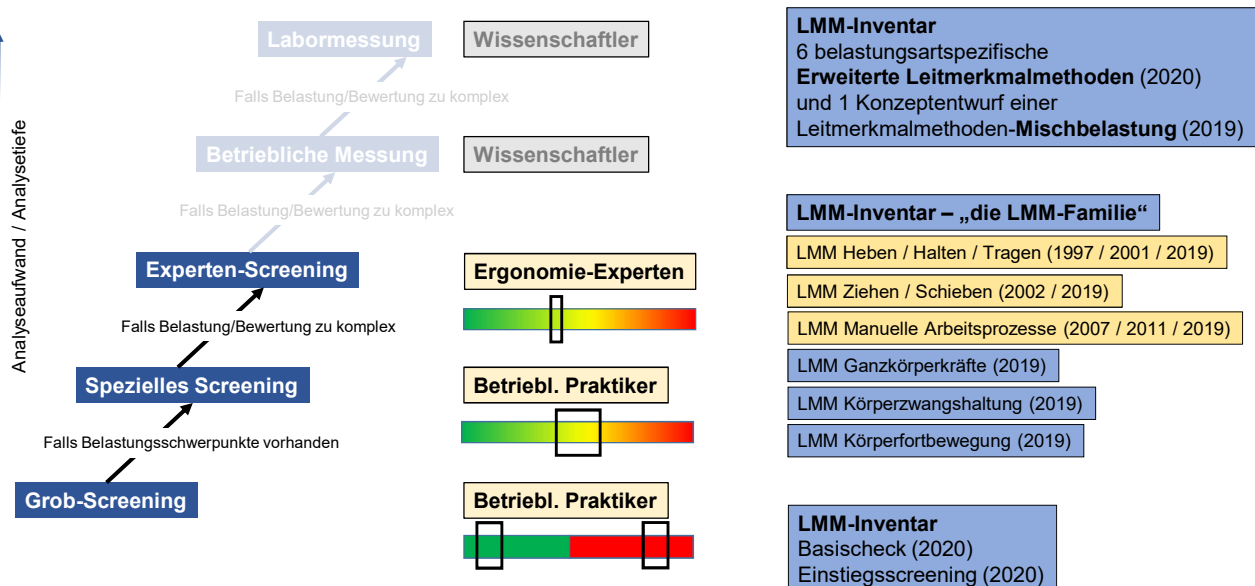 Analyseaufwand / Analysetiefe
Labormessung
Wissenschaftler
Falls Belastung/Bewertung zu komplex
Betriebliche Messung
Wissenschaftler
Falls Belastung/Bewertung zu komplex
Experten-Screening
Ergonomie-Experten
Falls Belastung/Bewertung zu komplex
Spezielles Screening
Betriebl. Praktiker
Falls Belastungsschwerpunkte vorhanden
Grob-Screening
Betriebl. Praktiker
LMM-Inventar
6 belastungsartspezifische
Erweiterte Leitmerkmalmethoden (2020)
und 1 Konzeptentwurf einer
Leitmerkmalmethoden-Mischbelastung (2019)
LMM-Inventar – „die LMM-Familie“
LMM Heben / Halten / Tragen (1997 / 2001 / 2019)
LMM Ziehen / Schieben (2002 / 2019)
LMM Manuelle Arbeitsprozesse (2007 / 2011 / 2019)
LMM Ganzkörperkräfte (2019)
LMM Körperzwangshaltung (2019)
LMM Körperfortbewegung (2019)
LMM-Inventar
Basischeck (2020)
Einstiegsscreening (2020)